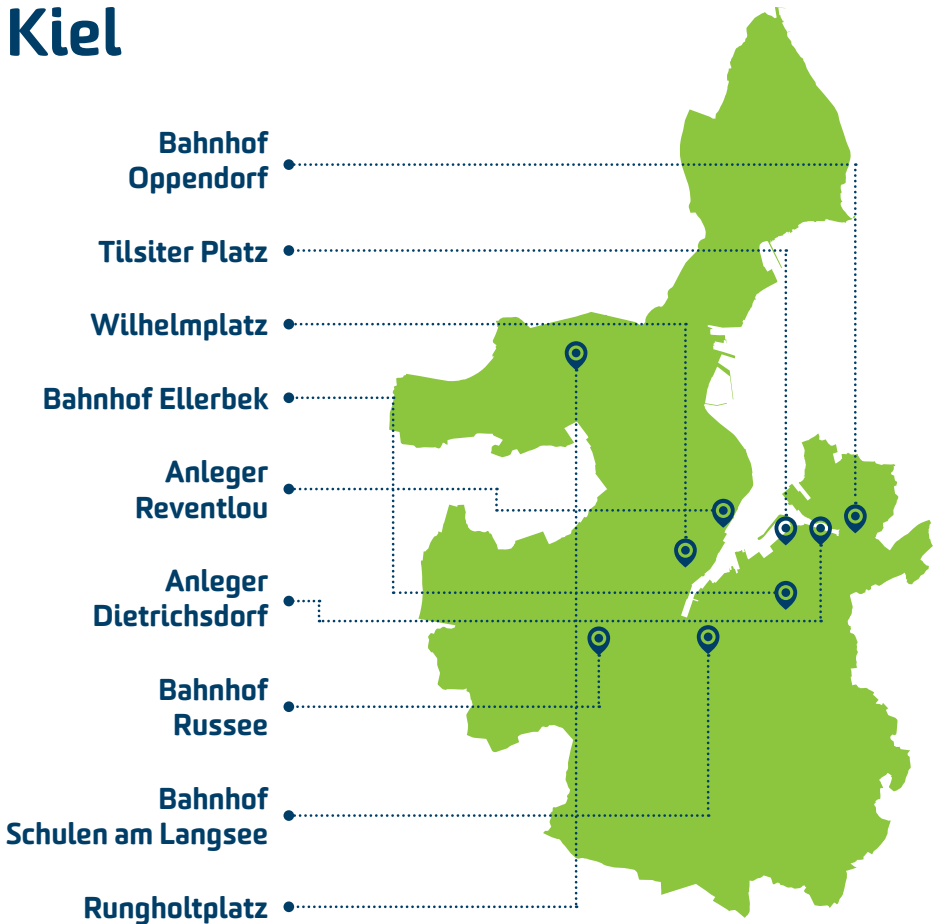 Kiel
Bahnhof
Oppendorf
Tilsiter Platz
Wilhelmplatz
Bahnhof Ellerbek
Anleger
Reventlou
Anleger
Dietrichsdorf
Bahnhof
Russee
Bahnhof
Schulen am Langsee
Rungholtplatz